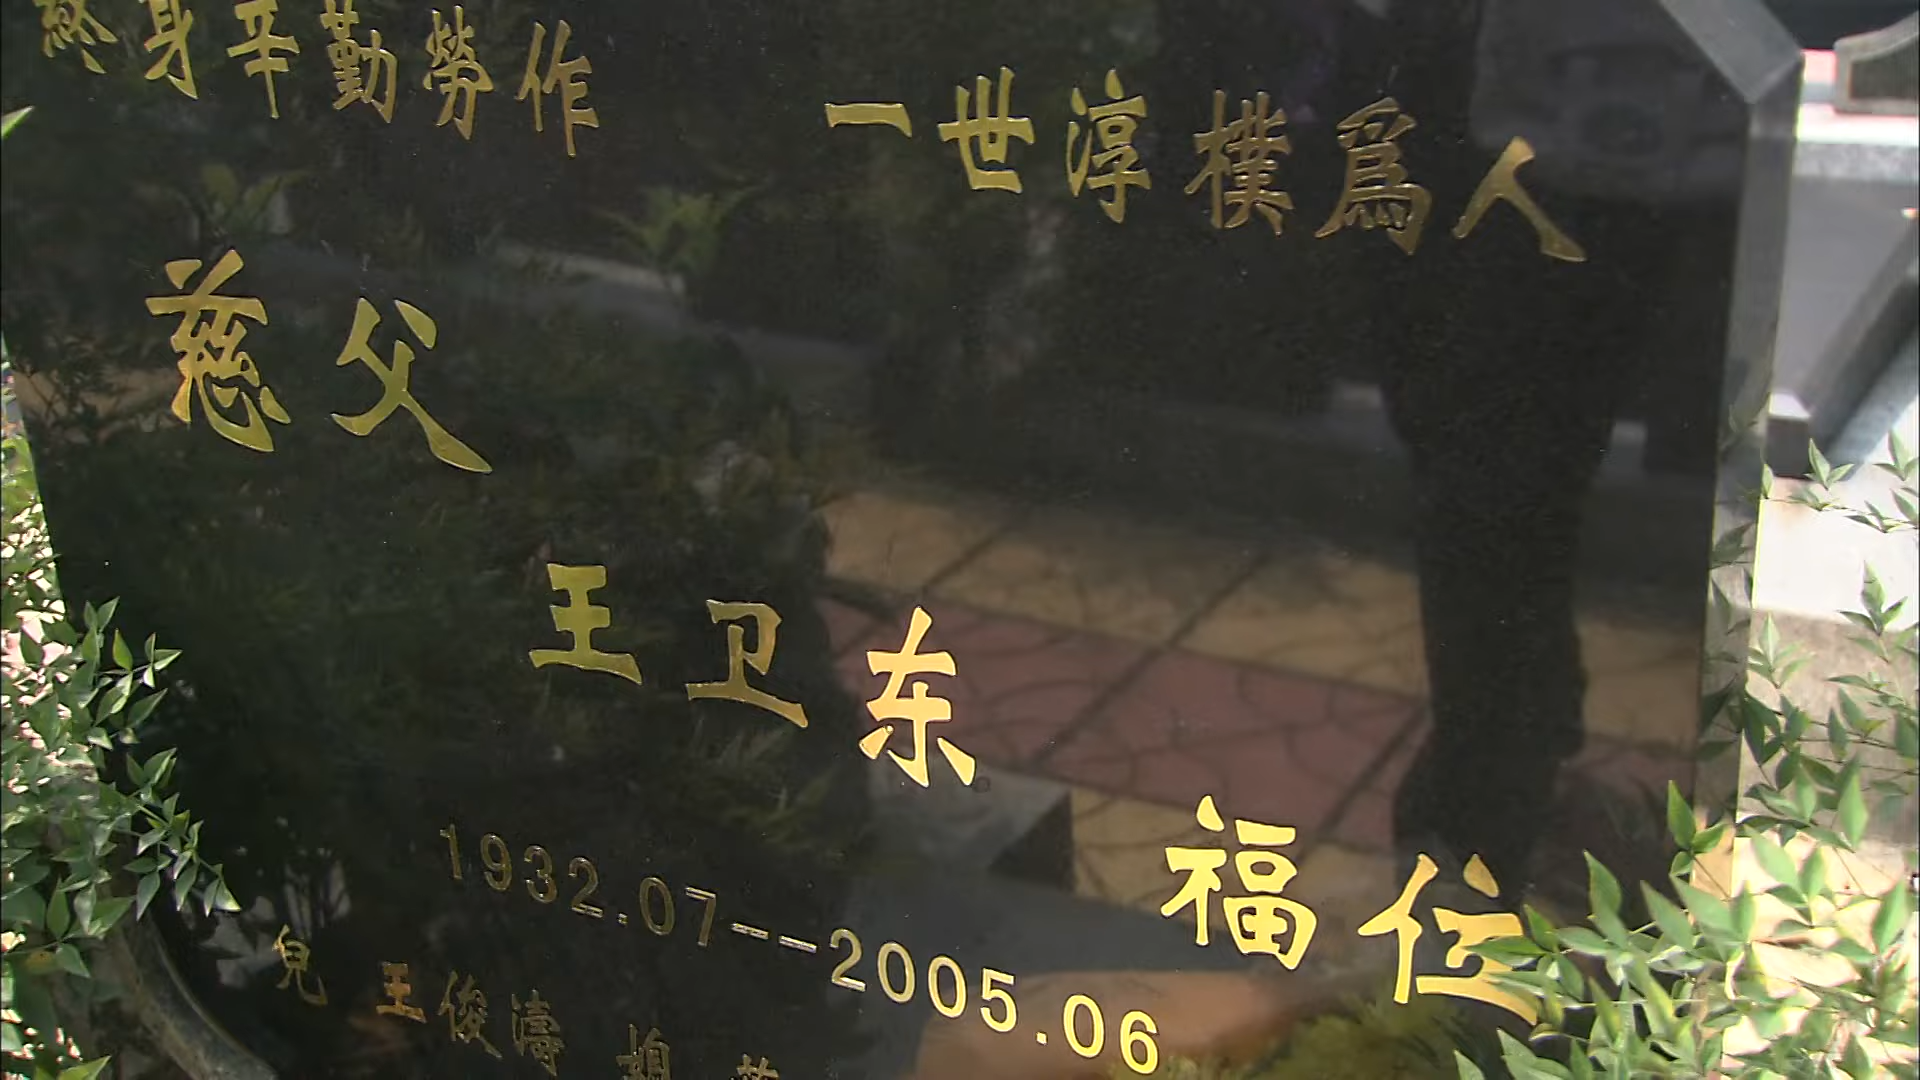 終身辛勤勞作 一世淳樸爲人
慈父
王卫东
福位
1932.07--2005.06
兒 王俊濤 媳